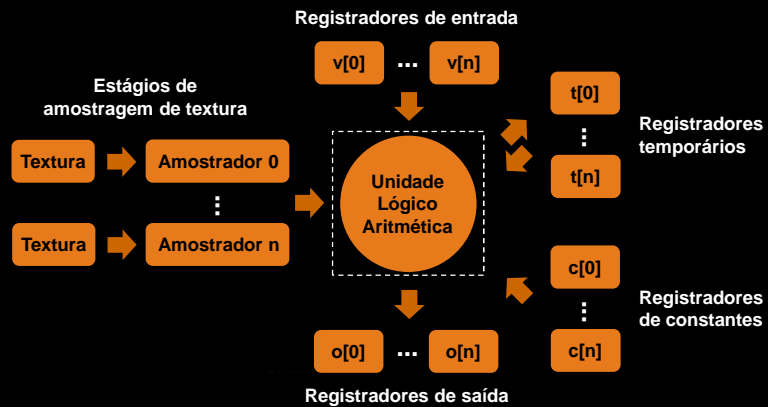 Registradores de entrada
v[0] ... v[n]
Estágios de
amostragem de textura
t[0]
⋮
t[n]
Registradores
temporários
Textura
Amostrador 0
⋮
Textura
Amostrador n
Unidade
Lógico
Aritmética
c[0]
⋮
c[n]
Registradores
de constantes
o[0] ... o[n]
Registradores de saída